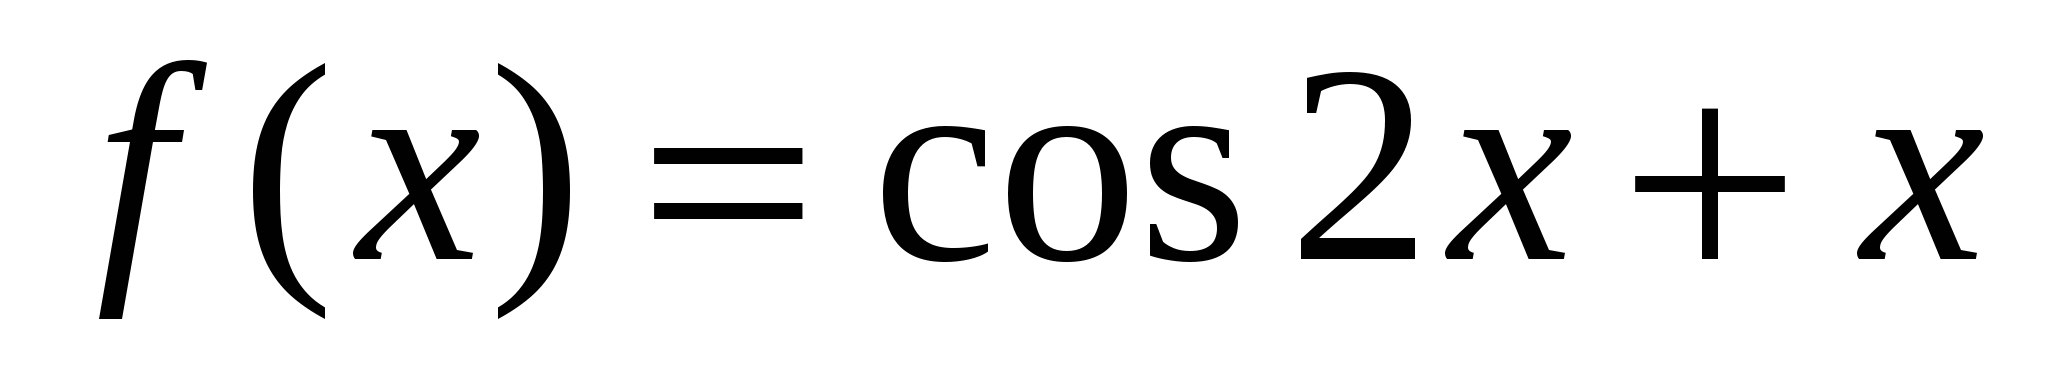 f(x) = cos 2x + x